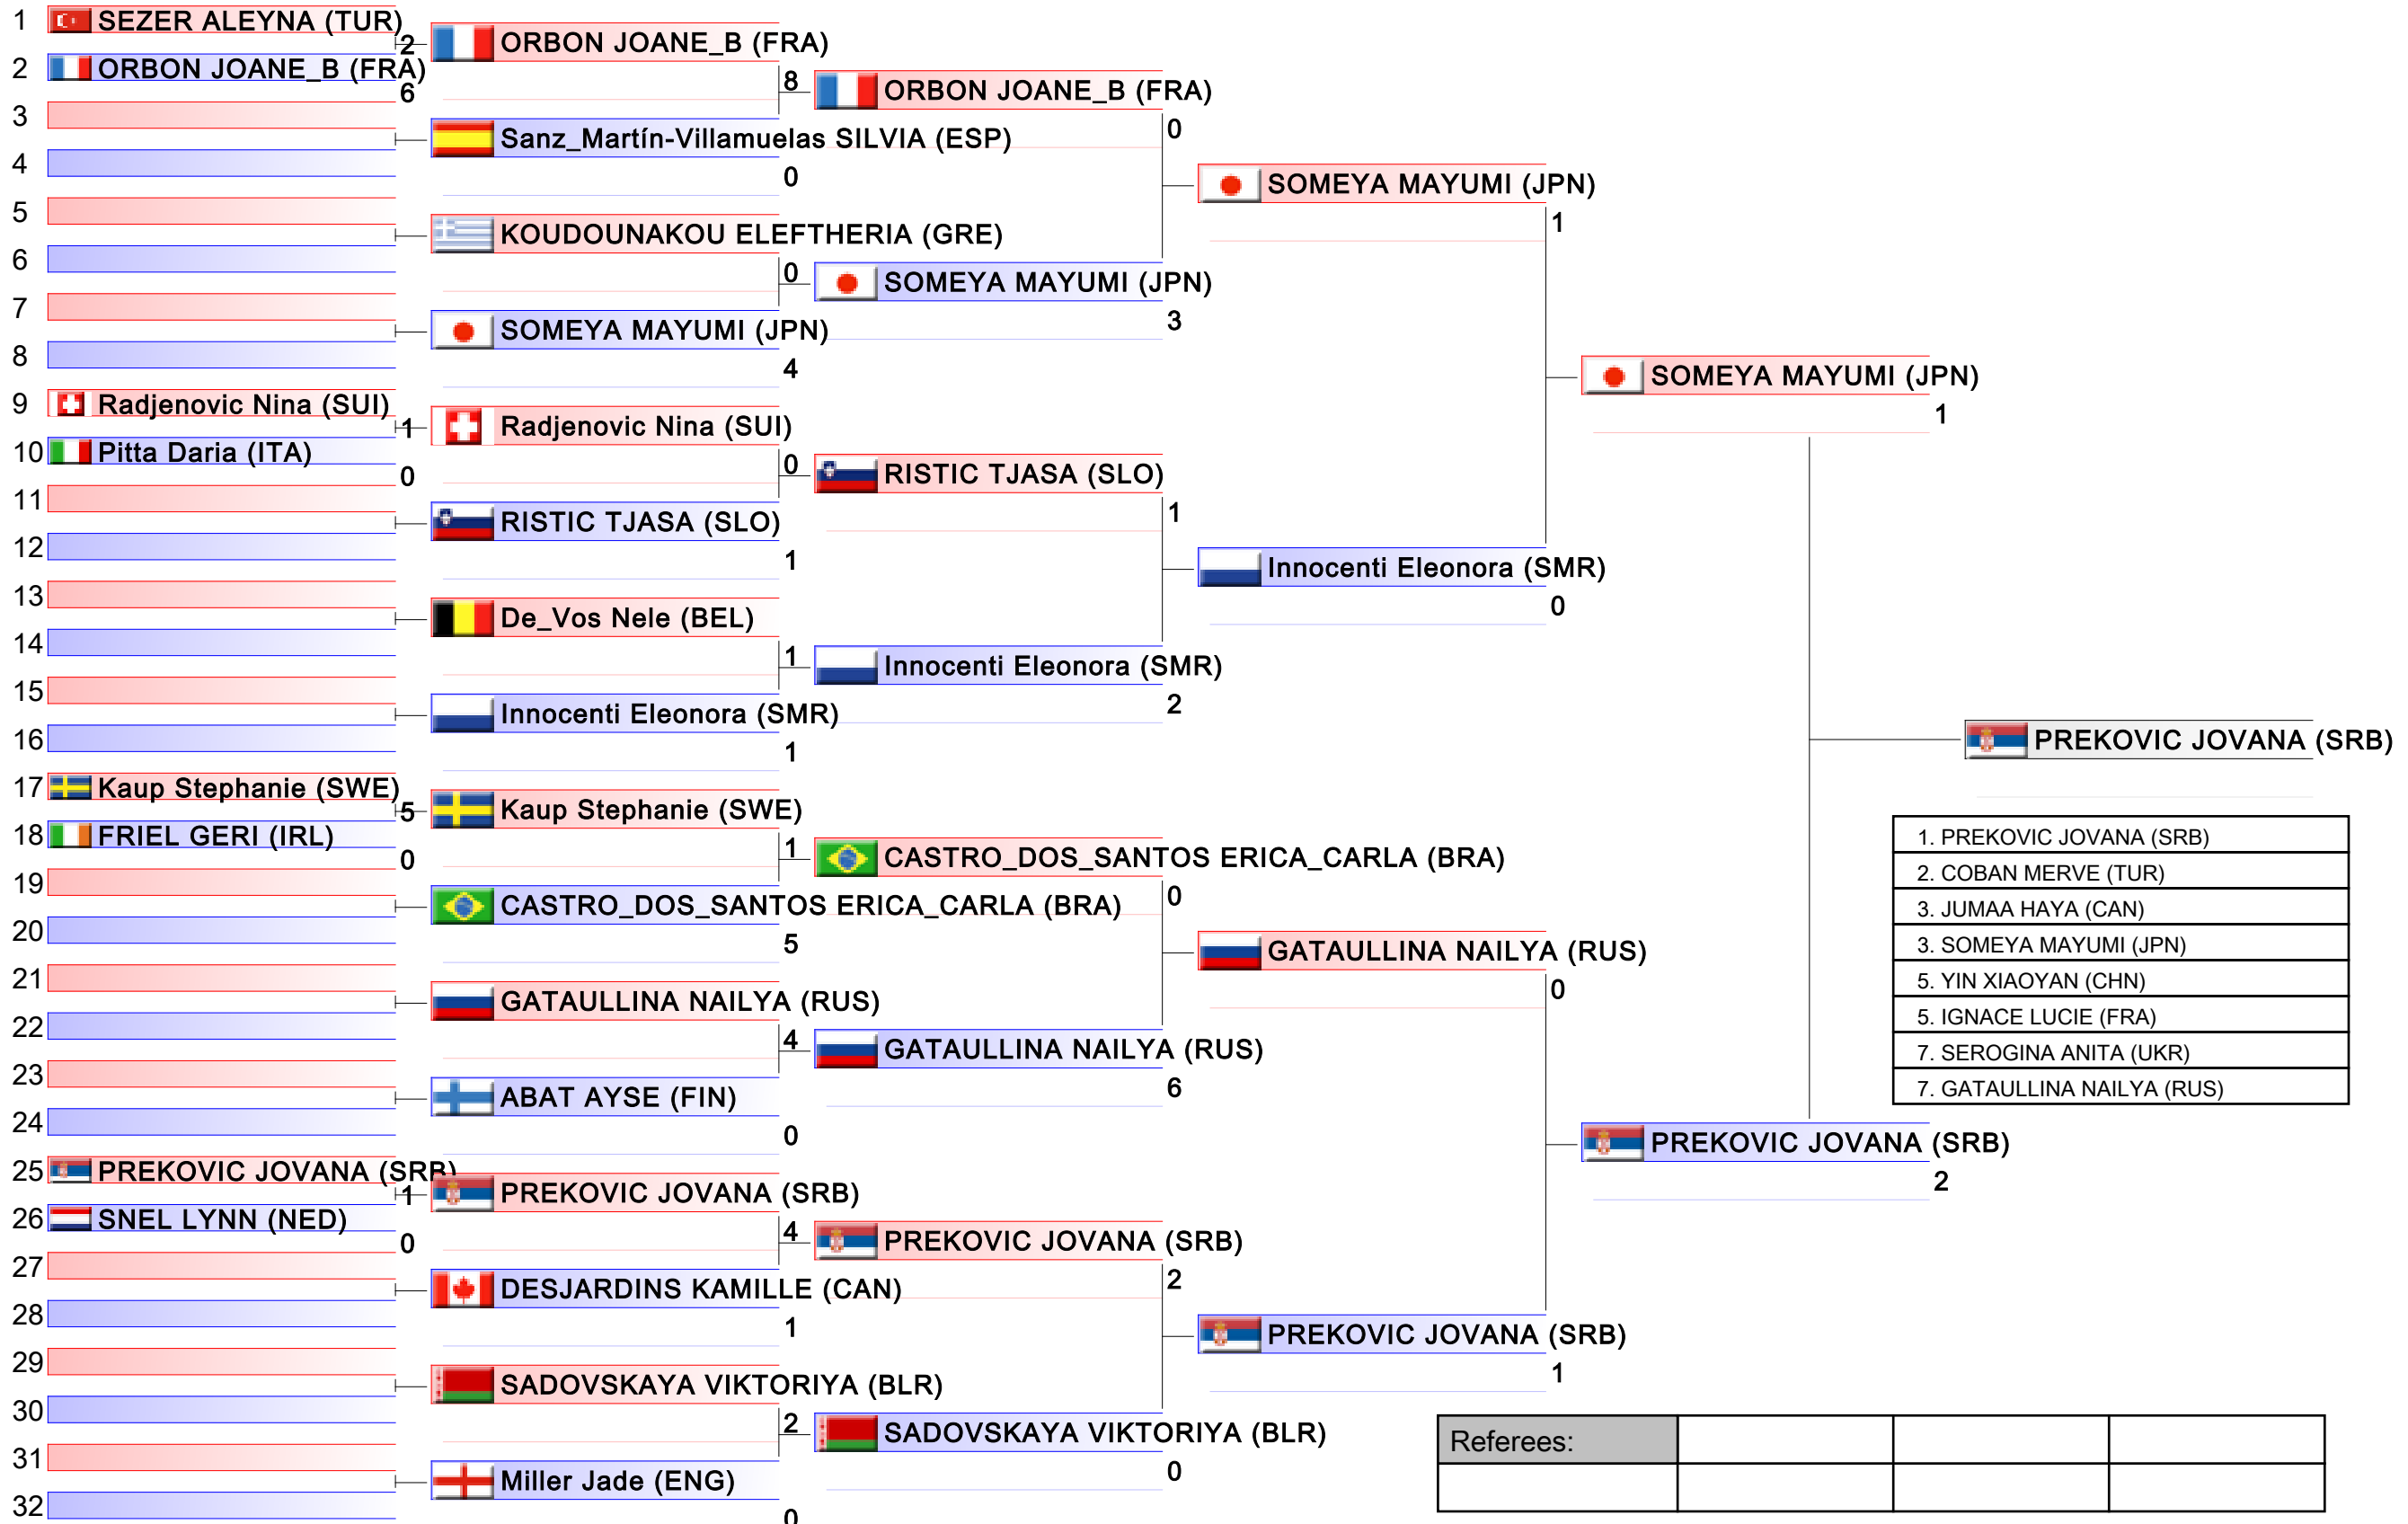 1 SEZER ALEYNA (TUR)
2
2 ORBON JOANE_B (FRA)
6
3
4
5
6
7
8
9 Radjenovic Nina (SUI)
1
10 Pitta Daria (ITA)
0
11
12
13
14
15
16
17 Kaup Stephanie (SWE)
5
18 FRIEL GERI (IRL)
0
19
20
21
22
23
24
25 PREKOVIC JOVANA (SRB)
1
26 SNEL LYNN (NED)
0
27
28
29
30
31
32
ORBON JOANE_B (FRA)
8
Sanz_Martín-Villamuelas SILVIA (ESP)
0
KOUDOUNAKOU ELEFTHERIA (GRE)
0
SOMEYA MAYUMI (JPN)
4
Radjenovic Nina (SUI)
0
RISTIC TJASA (SLO)
1
De_Vos Nele (BEL)
1
Innocenti Eleonora (SMR)
1
Kaup Stephanie (SWE)
1
CASTRO_DOS_SANTOS ERICA_CARLA (BRA)
5
GATAULLINA NAILYA (RUS)
4
ABAT AYSE (FIN)
0
PREKOVIC JOVANA (SRB)
4
DESJARDINS KAMILLE (CAN)
1
SADOVSKAYA VIKTORIYA (BLR)
2
Miller Jade (ENG)
0
ORBON JOANE_B (FRA)
0
SOMEYA MAYUMI (JPN)
3
RISTIC TJASA (SLO)
1
Innocenti Eleonora (SMR)
2
CASTRO_DOS_SANTOS ERICA_CARLA (BRA)
0
GATAULLINA NAILYA (RUS)
6
PREKOVIC JOVANA (SRB)
2
SADOVSKAYA VIKTORIYA (BLR)
0
SOMEYA MAYUMI (JPN)
1
Innocenti Eleonora (SMR)
0
GATAULLINA NAILYA (RUS)
0
PREKOVIC JOVANA (SRB)
1
SOMEYA MAYUMI (JPN)
1
PREKOVIC JOVANA (SRB)
2
PREKOVIC JOVANA (SRB)
1. PREKOVIC JOVANA (SRB)
2. COBAN MERVE (TUR)
3. JUMAA HAYA (CAN)
3. SOMEYA MAYUMI (JPN)
5. YIN XIAOYAN (CHN)
5. IGNACE LUCIE (FRA)
7. SEROGINA ANITA (UKR)
7. GATAULLINA NAILYA (RUS)
Referees: